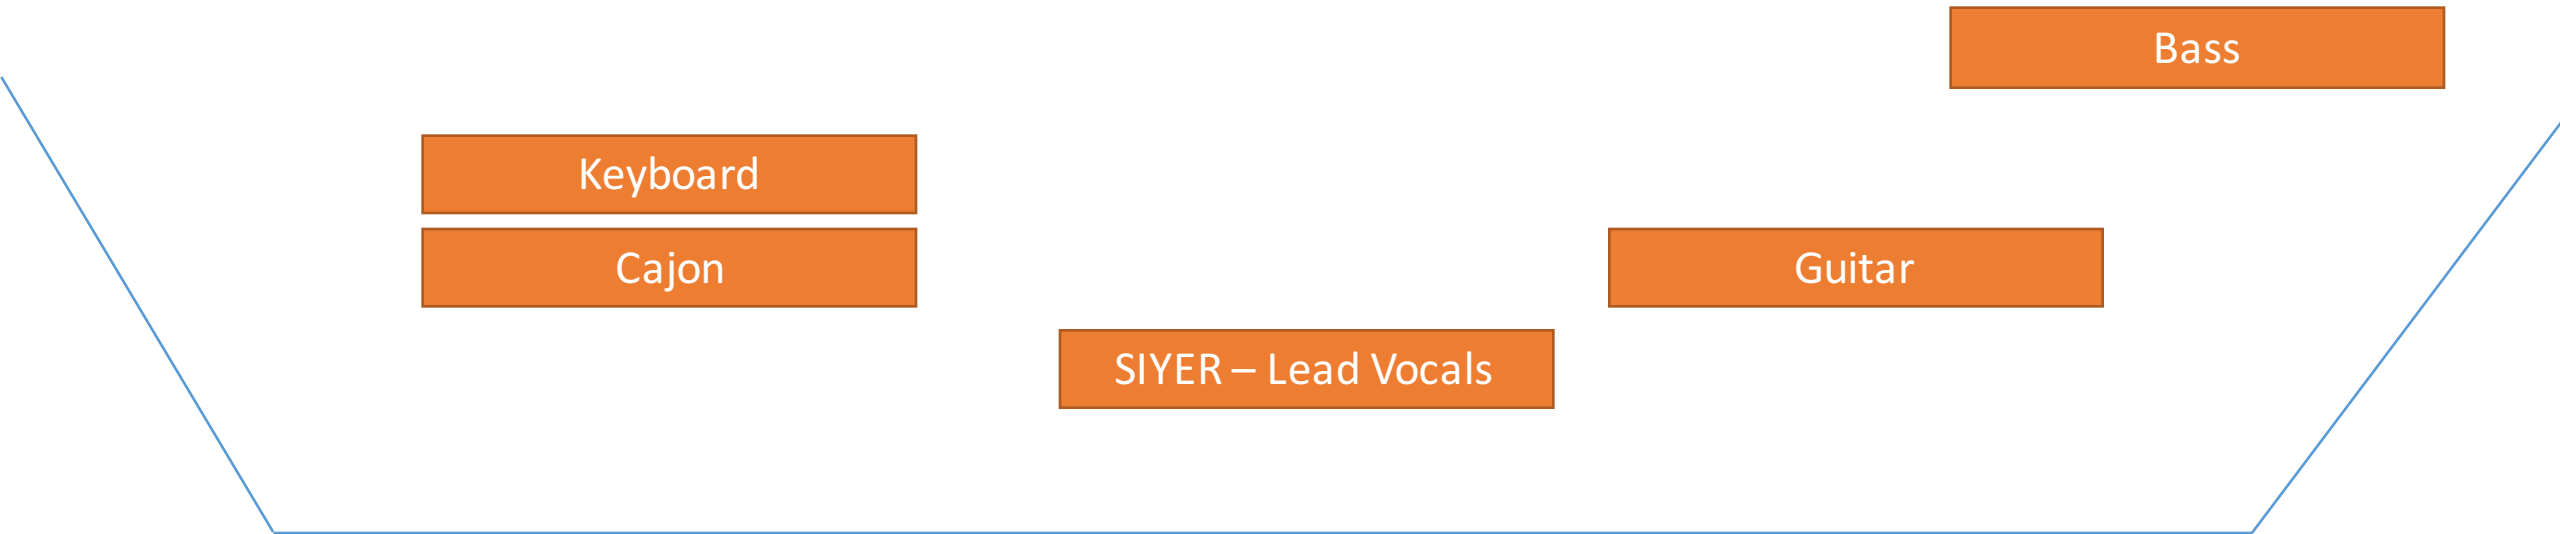 Bass
Keyboard
Cajon
Guitar
SIYER – Lead Vocals